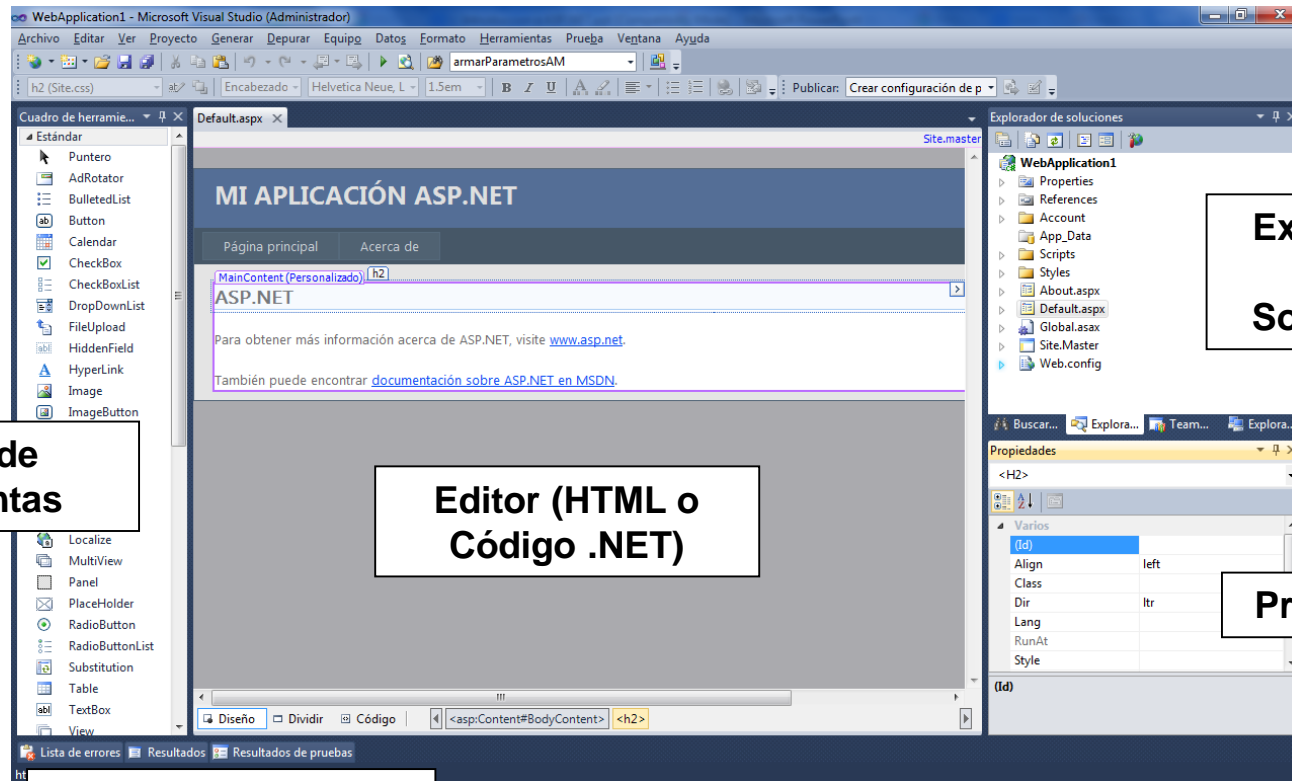 WebApplication1 - Microsoft Visual Studio (Administrador)
Archivo Editar Ver Proyecto Generar Depurar Equipo Datos Formato Herramientas Prueba Ventana Ayuda
armarParametrosAM
h2 (Site.css) Encabezado Helvetica Neue, L 1.5em B I U A Publicar: Crear configuración de p
Cuadro de herramie...
Estándar
Puntero
AdRotator
BulletedList
Button
Calendar
CheckBox
CheckBoxList
DropDownList
FileUpload
HiddenField
HyperLink
Image
ImageButton
de
ntas
Localize
MultiView
Panel
PlaceHolder
RadioButton
RadioButtonList
Substitution
Table
TextBox
View
Default.aspx
Site.master
MI APLICACIÓN ASP.NET
Página principal Acerca de
MainContent (Personalizado) h2
ASP.NET
Para obtener más información acerca de ASP.NET, visite www.asp.net.
También puede encontrar documentación sobre ASP.NET en MSDN.
Editor (HTML o
Código .NET)
Diseño Dividir Código <asp:Content#BodyContent> <h2>
Explorador de soluciones
WebApplication1
Properties
References
Account
App_Data
Scripts
Styles
About.aspx
Default.aspx
Global.asax
Site.Master
Web.config
Ex
So
Buscar... Explora... Team... Explora...
Propiedades
<H2>
Varios
(Id)
Align left
Class
Dir ltr
Lang
RunAt
Style
Pr
(Id)
Lista de errores Resultados Resultados de pruebas
ht